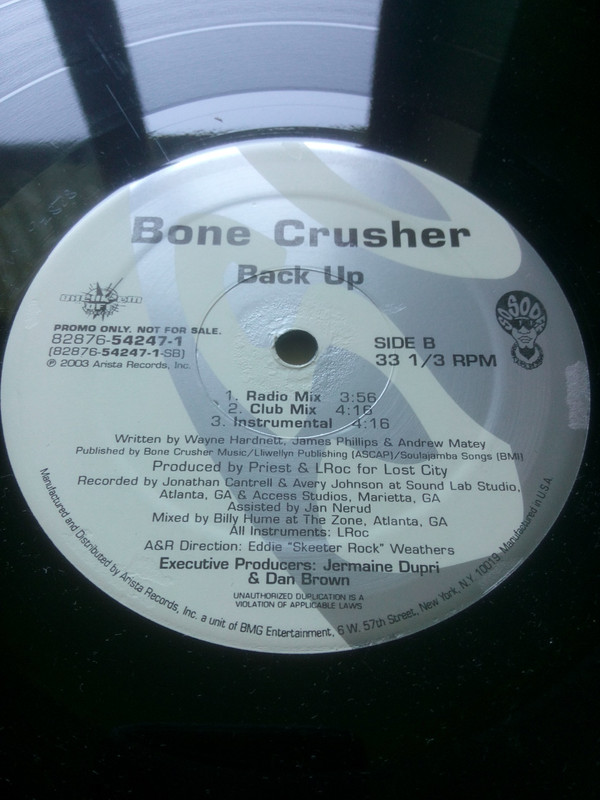 Bone Crusher
Back Up
SO SO DEF
PROMO ONLY. NOT FOR SALE.
82876-54247-1
(82876-54247-1-SB)
℗ 2003 Arista Records, Inc.
SIDE B
33 1/3 RPM
1. Radio Mix 3:56
2. Club Mix 4:16
3. Instrumental 4:16
Written by Wayne Hardnett, James Phillips & Andrew Matey
Published by Bone Crusher Music/Lliwellyn Publishing (ASCAP)/Soulajamba Songs (BMI)
Produced by Priest & LRoc for Lost City
Recorded by Jonathan Cantrell & Avery Johnson at Sound Lab Studio,
Atlanta, GA & Access Studios, Marietta, GA
Assisted by Jan Nerud
Mixed by Billy Hume at The Zone, Atlanta, GA
All Instruments: LRoc
A&R Direction: Eddie "Skeeter Rock" Weathers
Executive Producers: Jermaine Dupri
& Dan Brown
UNAUTHORIZED DUPLICATION IS A
VIOLATION OF APPLICABLE LAWS
Manufactured and Distributed by Arista Records, Inc. a unit of BMG Entertainment, 6 W. 57th Street, New York, N.Y. 10019. Manufactured in U.S.A.